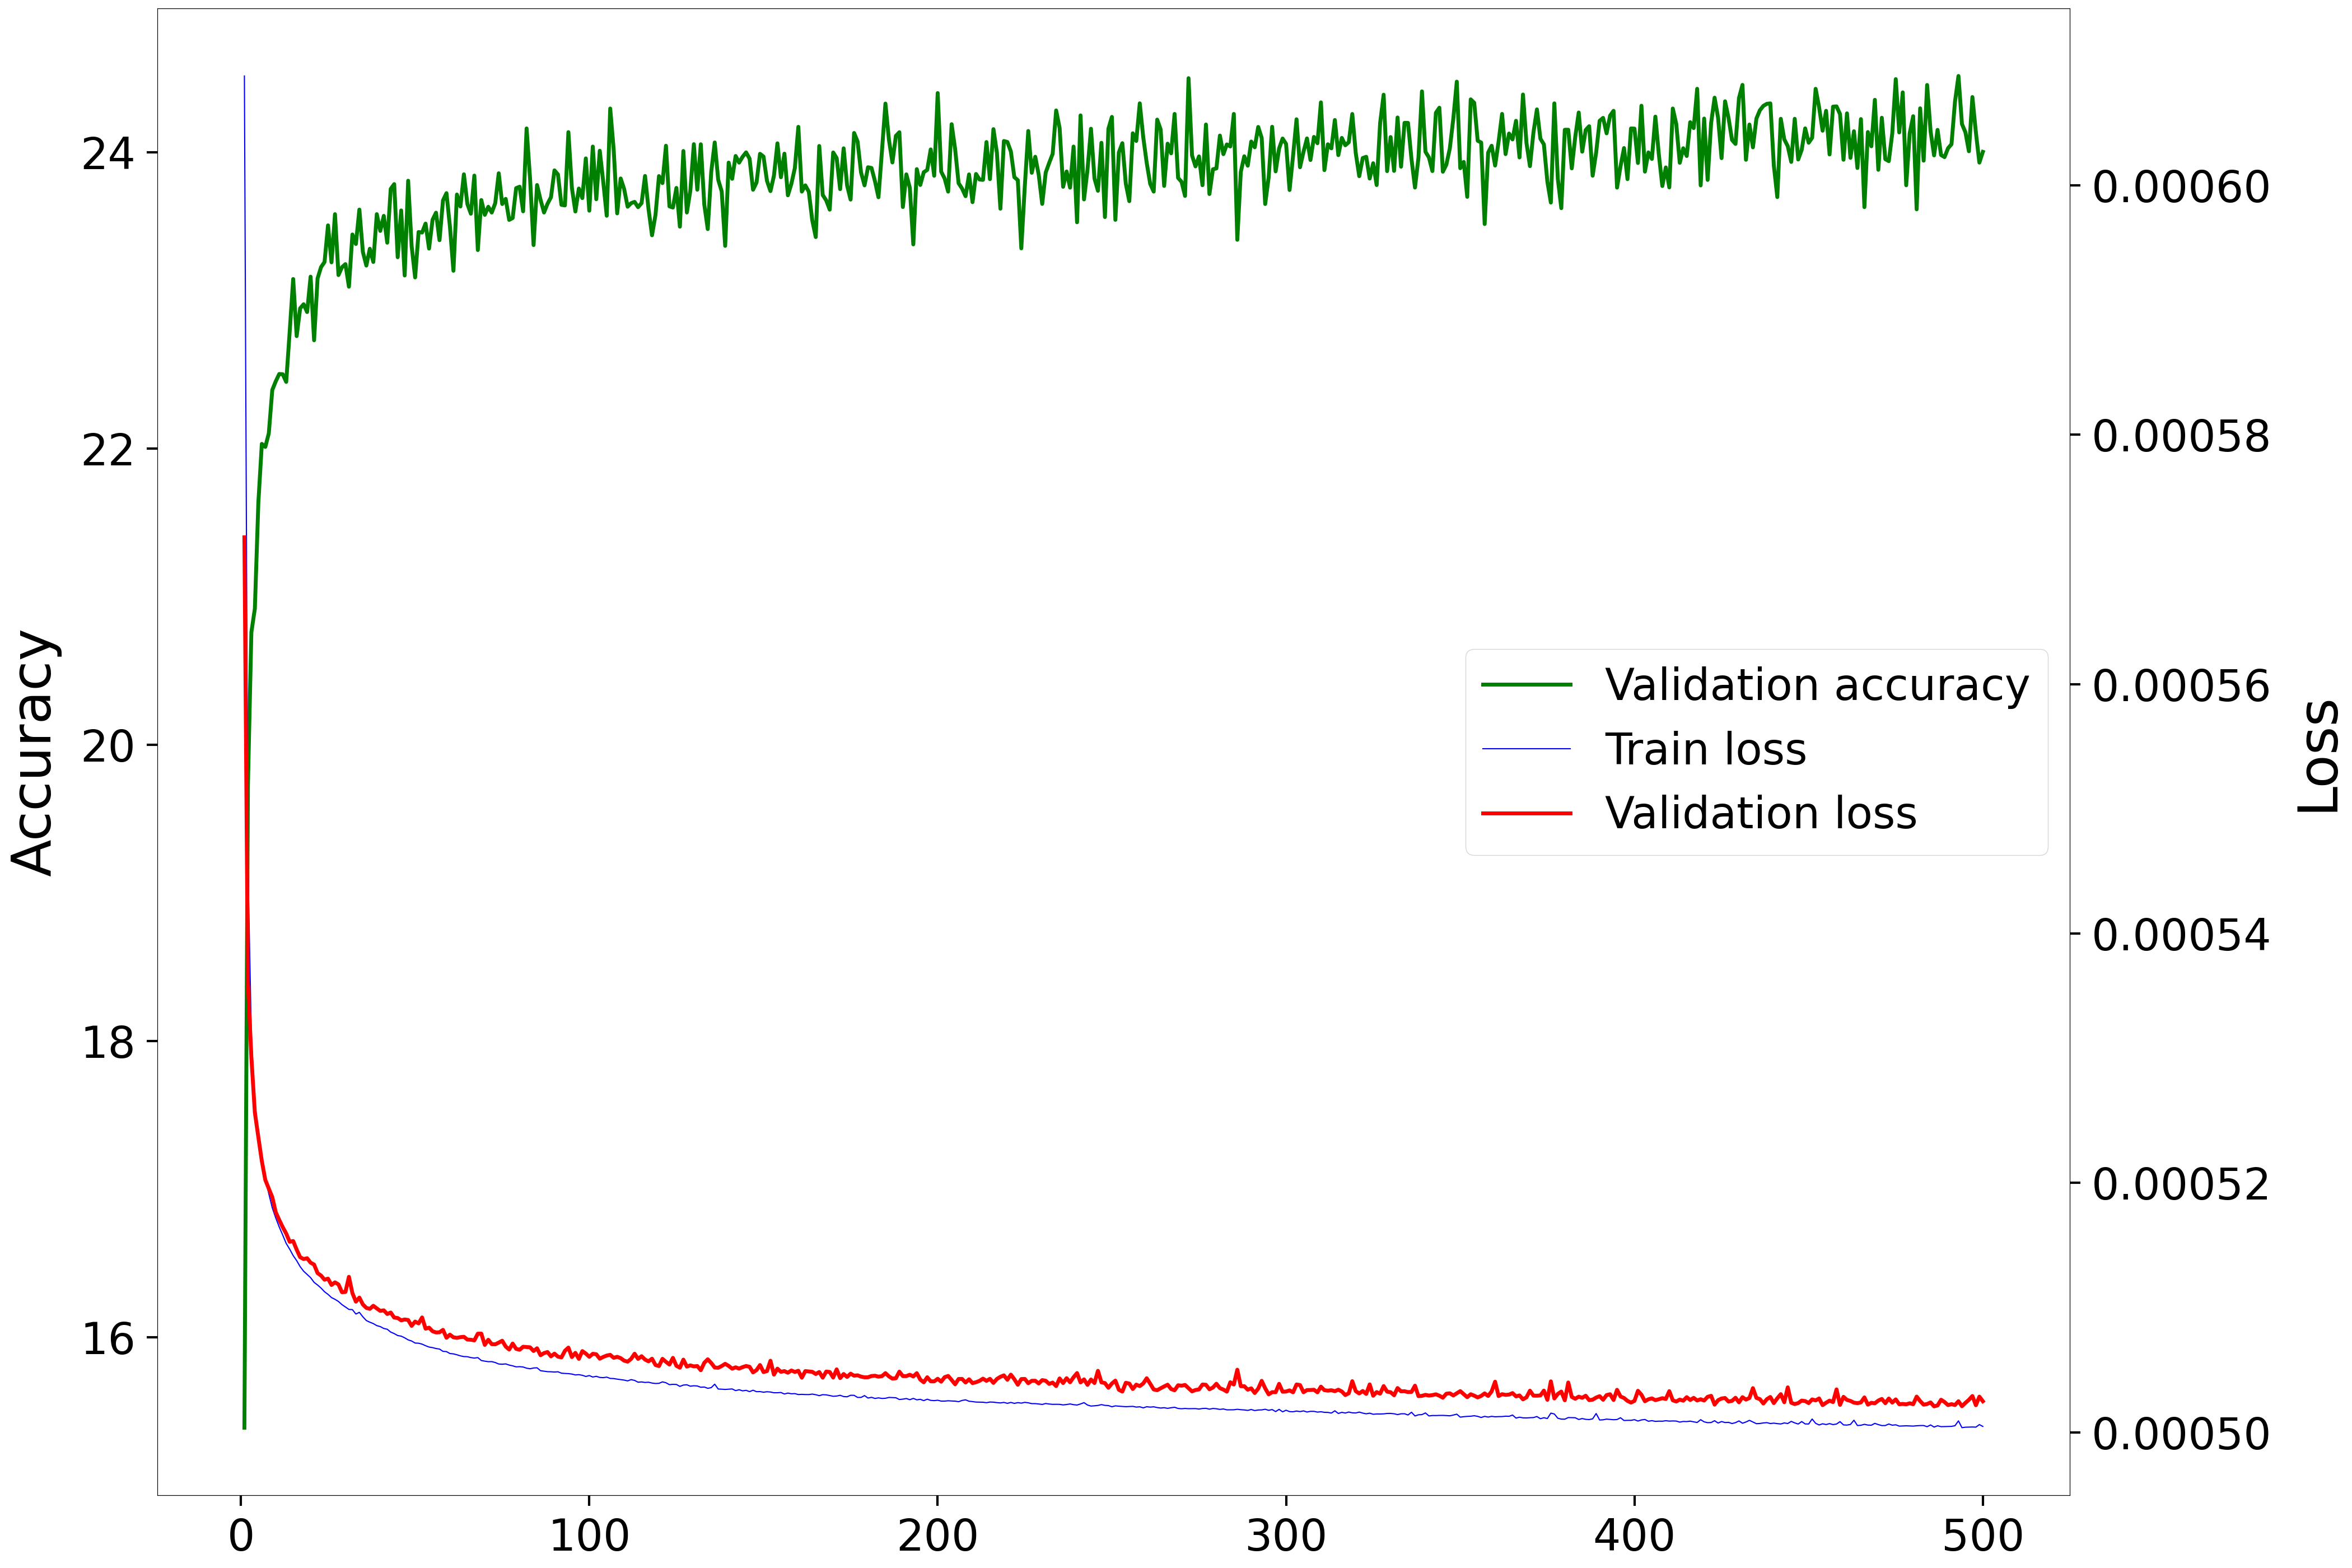 Accuracy
24
22
20
18
16
0.00060
0.00058
0.00056
0.00054
0.00052
0.00050
Loss
Validation accuracy
Train loss
Validation loss
0 100 200 300 400 500